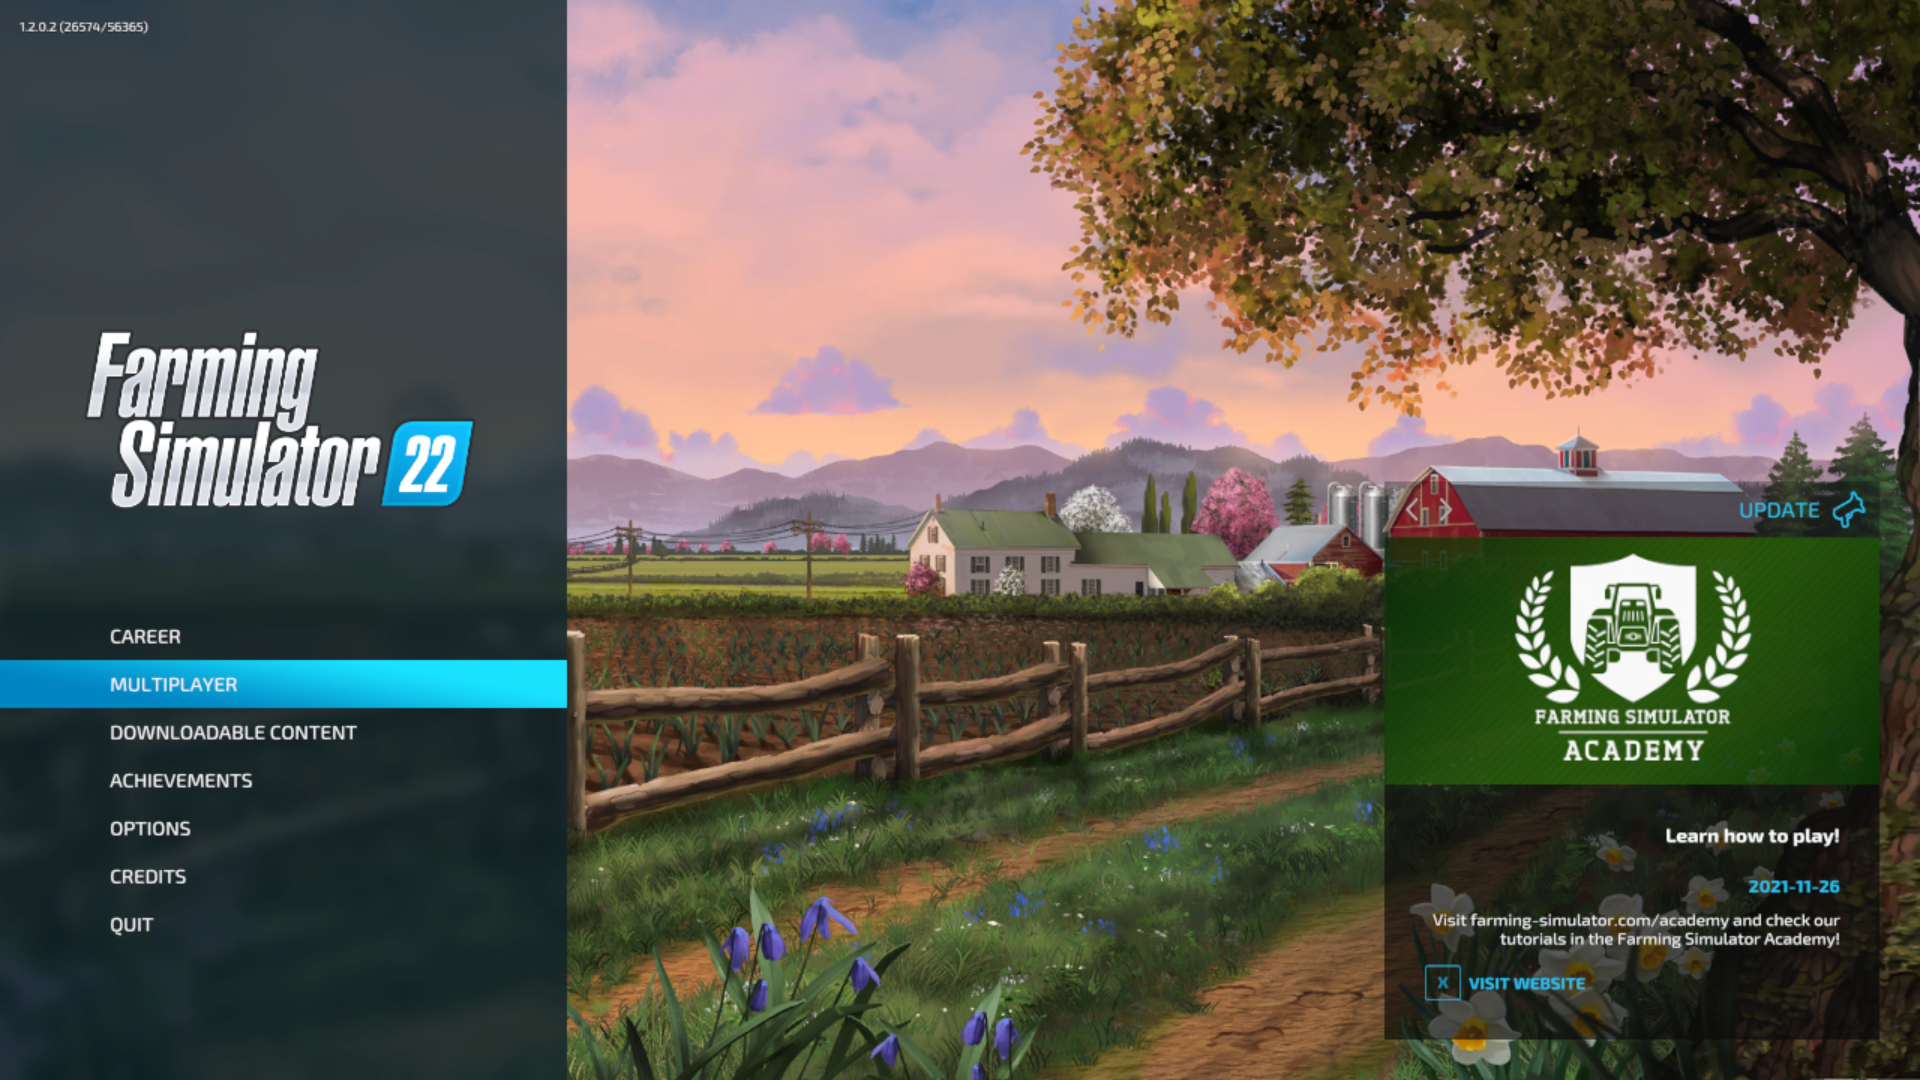 1.2.0.2 (26574/56365)
Farming
Simulator 22
CAREER
MULTIPLAYER
DOWNLOADABLE CONTENT
ACHIEVEMENTS
OPTIONS
CREDITS
QUIT
UPDATE
FARMING SIMULATOR
ACADEMY
Learn how to play!
2021-11-26
Visit farming-simulator.com/academy and check our
tutorials in the Farming Simulator Academy!
X VISIT WEBSITE